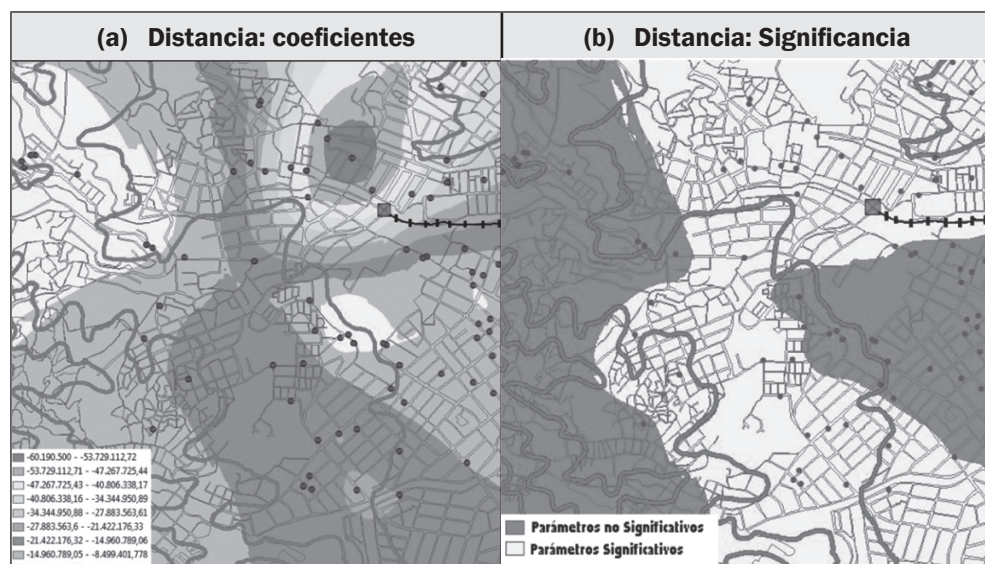 (a) Distancia: coeficientes
(b) Distancia: Significancia
-60.190.500 - -53.729.112,72
-53.729.112,71 - -47.267.725,44
-47.267.725,43 - -40.806.338,17
-40.806.338,16 - -34.344.950,89
-34.344.950,88 - -27.883.563,61
-27.883.563,6 - -21.422.176,33
-21.422.176,32 - -14.960.789,06
-14.960.789,05 - -8.499.401,778
Parámetros no Significativos
Parámetros Significativos